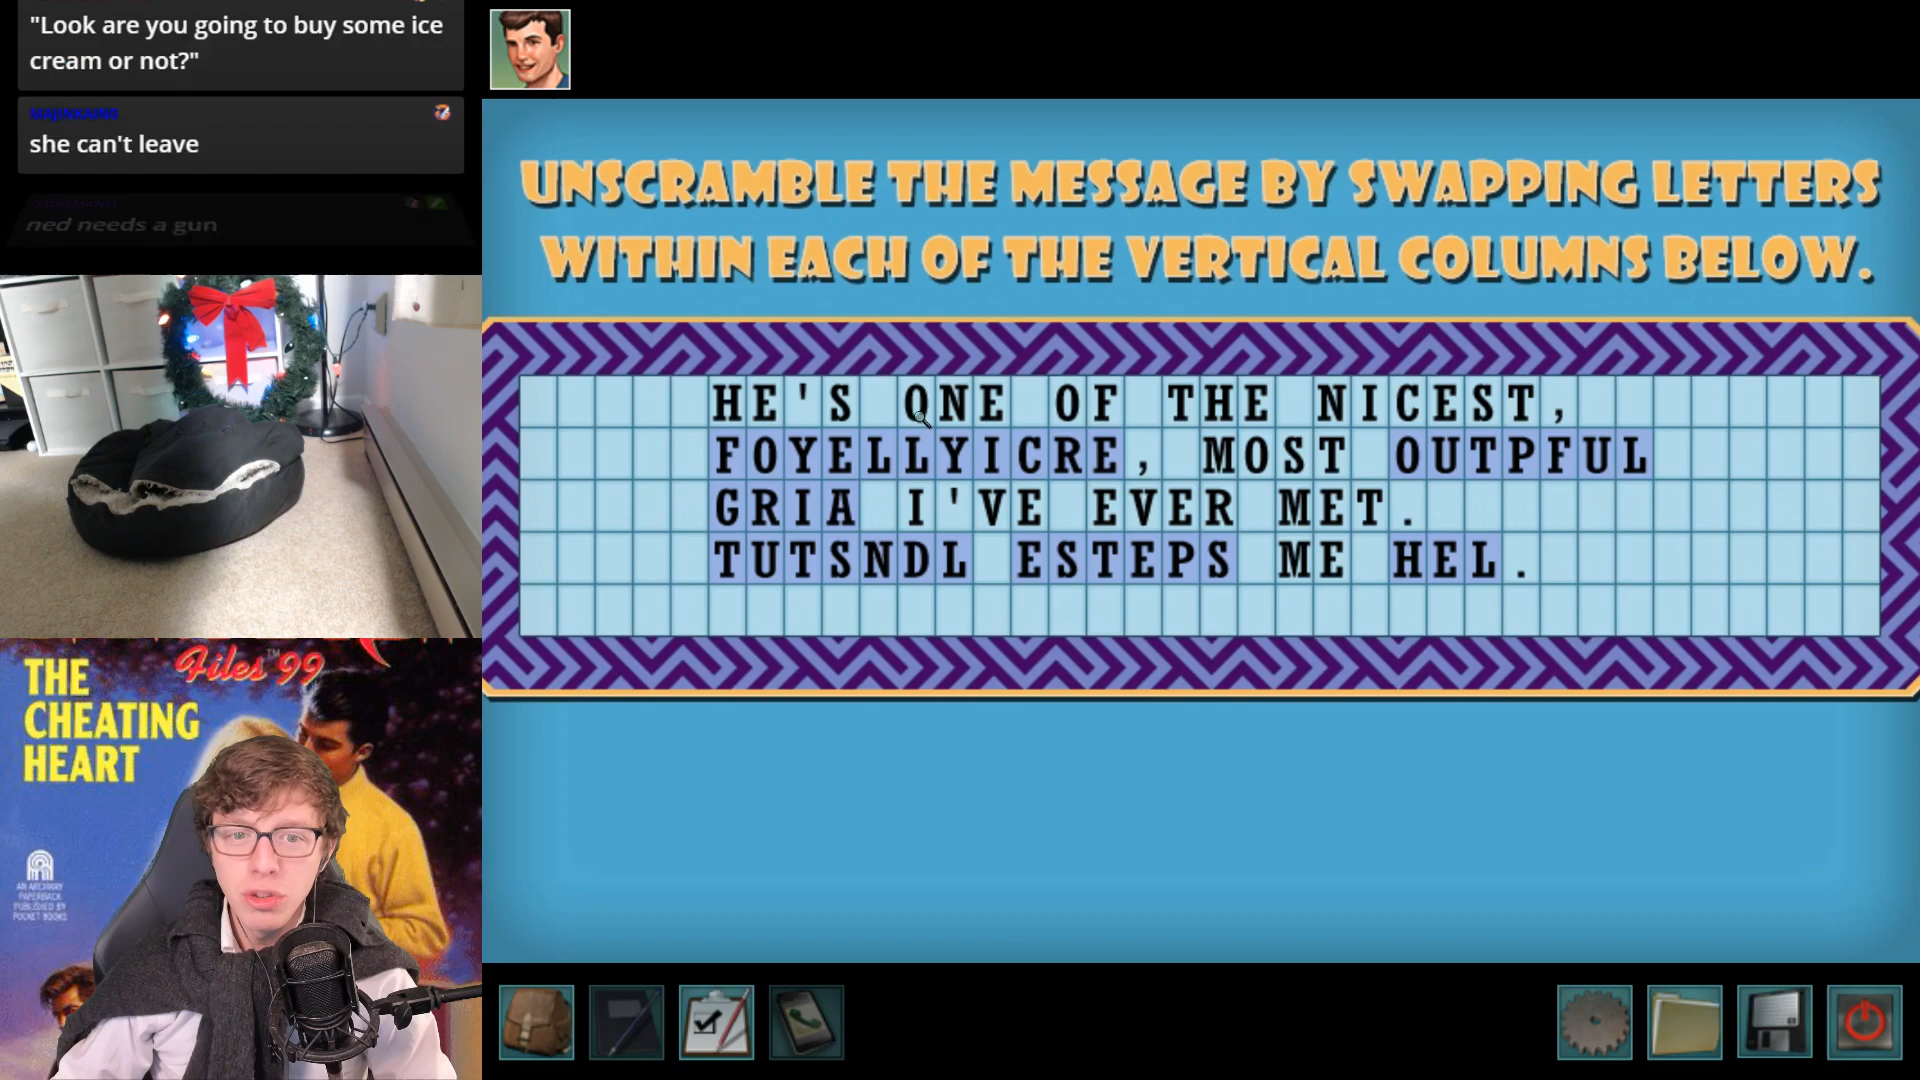 "Look are you going to buy some ice
cream or not?"
she can't leave
ned needs a gun
Files 99
THE
CHEATING
HEART
AN ARCHWAY
PAPERBACK
PUBLISHED BY
POCKET BOOKS
UNSCRAMBLE THE MESSAGE BY SWAPPING LETTERS
WITHIN EACH OF THE VERTICAL COLUMNS BELOW.
HE'S ONE OF THE NICEST,
FOYELLYICRE, MOST OUTPFUL
GRIA I'VE EVER MET.
TUTSNDL ESTEPS ME HEL.